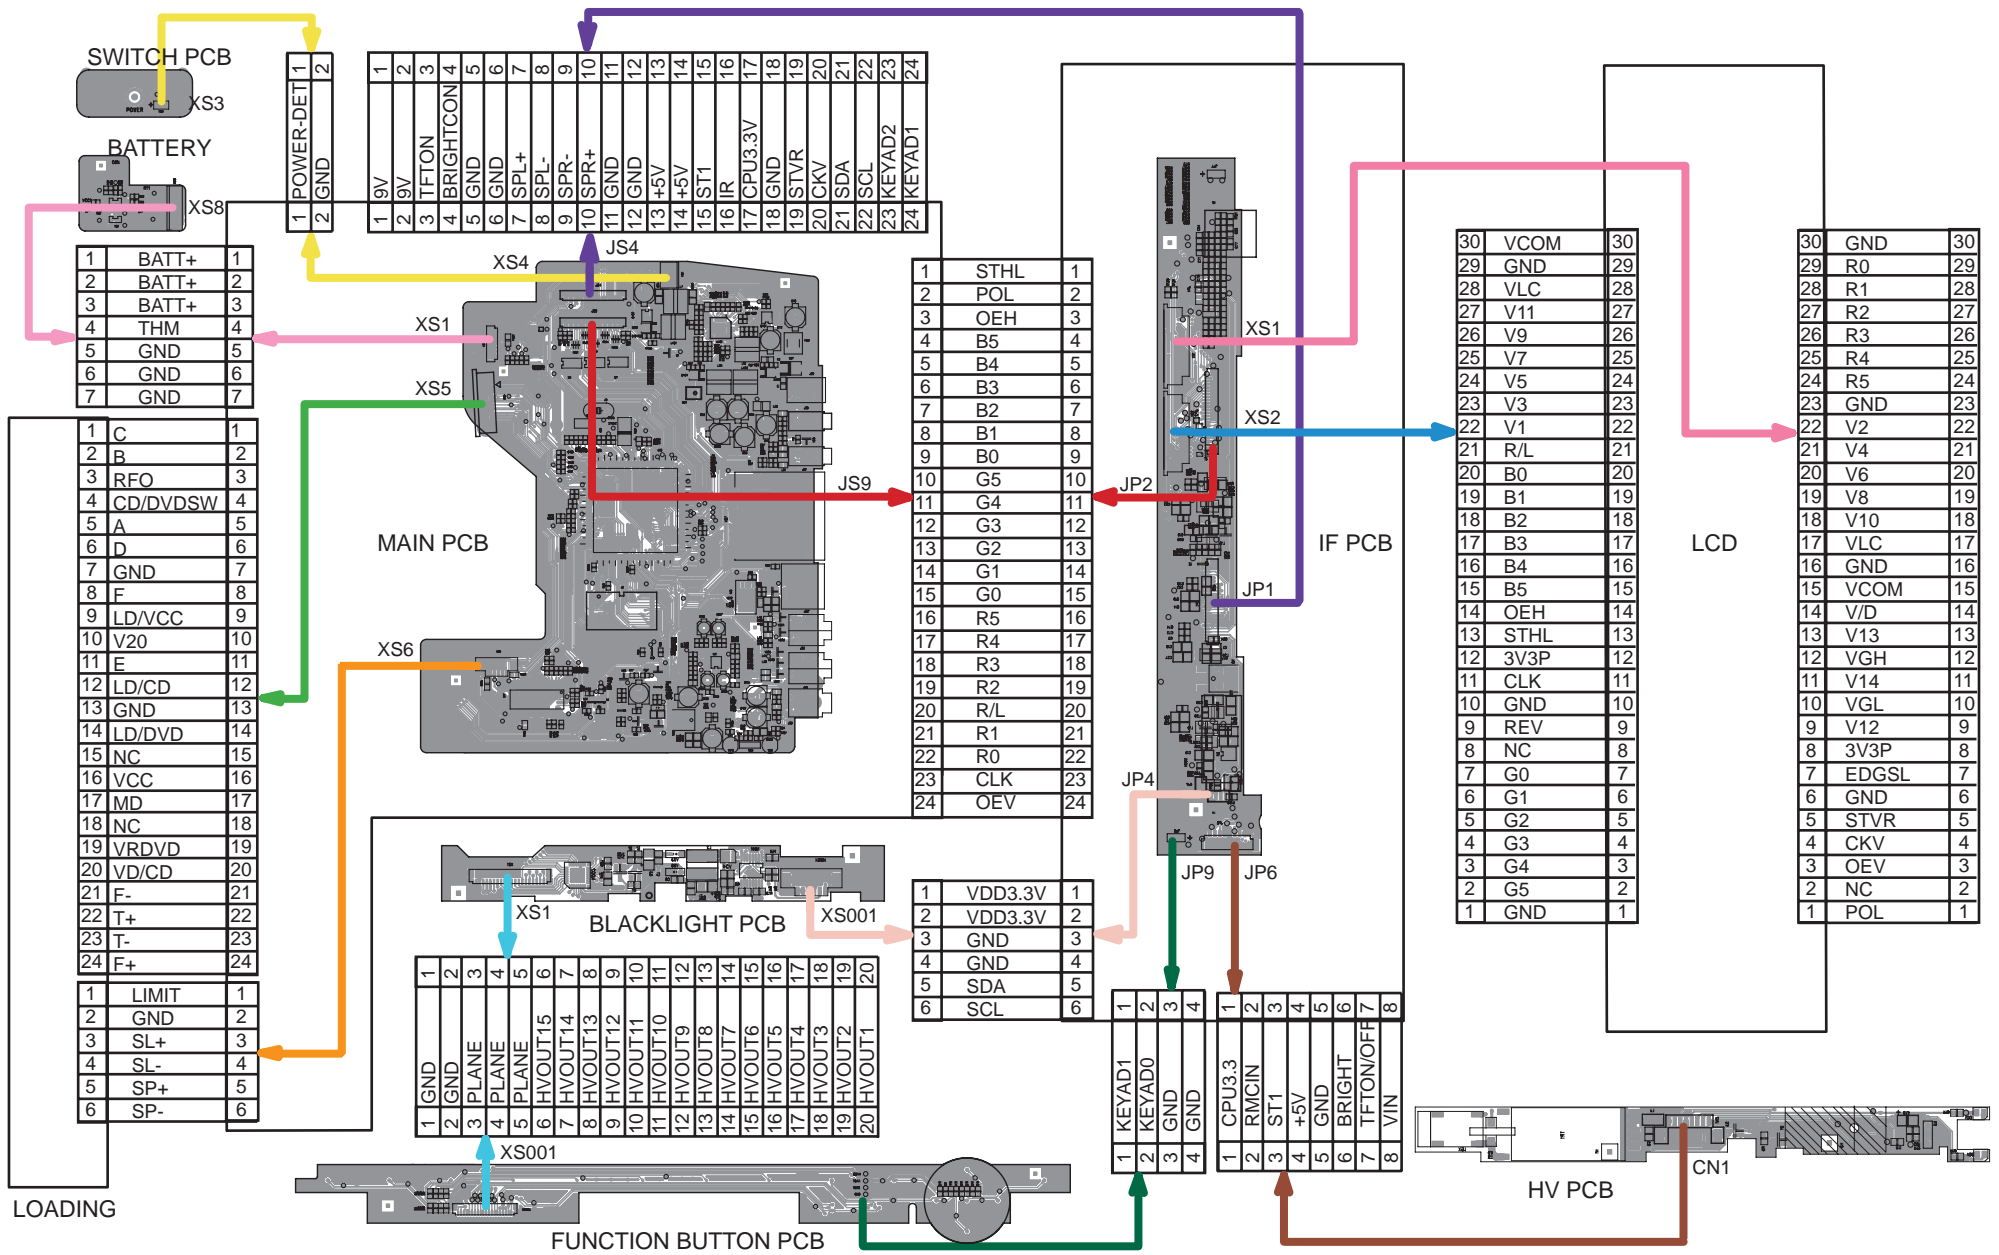 SWITCH PCB
POWER
XS3
BATTERY
XS8
1 POWER-DET 1
2 GND 2
1 9V 1
2 9V 2
3 TFTON 3
4 BRIGHTCON 4
5 GND 5
6 GND 6
7 SPL+ 7
8 SPL- 8
9 SPR- 9
10 SPR+ 10
11 GND 11
12 GND 12
13 +5V 13
14 +5V 14
15 ST1 15
16 IR 16
17 CPU3.3V 17
18 GND 18
19 STVR 19
20 CKV 20
21 SDA 21
22 SCL 22
23 KEYAD2 23
24 KEYAD1 24
XS4
JS4
1 BATT+ 1
2 BATT+ 2
3 BATT+ 3
4 THM 4
5 GND 5
6 GND 6
7 GND 7
XS1
XS5
1 C 1
2 B 2
3 RFO 3
4 CD/DVDSW 4
5 A 5
6 D 6
7 GND 7
8 F 8
9 LD/VCC 9
10 V20 10
11 E 11
12 LD/CD 12
13 GND 13
14 LD/DVD 14
15 NC 15
16 VCC 16
17 MD 17
18 NC 18
19 VRDVD 19
20 VD/CD 20
21 F- 21
22 T+ 22
23 T- 23
24 F+ 24
1 LIMIT 1
2 GND 2
3 SL+ 3
4 SL- 4
5 SP+ 5
6 SP- 6
LOADING
MAIN PCB
XS6
JS9
1 STHL 1
2 POL 2
3 OEH 3
4 B5 4
5 B4 5
6 B3 6
7 B2 7
8 B1 8
9 B0 9
10 G5 10
11 G4 11
12 G3 12
13 G2 13
14 G1 14
15 G0 15
16 R5 16
17 R4 17
18 R3 18
19 R2 19
20 R/L 20
21 R1 21
22 R0 22
23 CLK 23
24 OEV 24
JP2
XS1
XS2
IF PCB
JP1
JP4
JP9
JP6
30 VCOM 30
29 GND 29
28 VLC 28
27 V11 27
26 V9 26
25 V7 25
24 V5 24
23 V3 23
22 V1 22
21 R/L 21
20 B0 20
19 B1 19
18 B2 18
17 B3 17
16 B4 16
15 B5 15
14 OEH 14
13 STHL 13
12 3V3P 12
11 CLK 11
10 GND 10
9 REV 9
8 NC 8
7 G0 7
6 G1 6
5 G2 5
4 G3 4
3 G4 3
2 G5 2
1 GND 1
LCD
30 GND 30
29 R0 29
28 R1 28
27 R2 27
26 R3 26
25 R4 25
24 R5 24
23 GND 23
22 V2 22
21 V4 21
20 V6 20
19 V8 19
18 V10 18
17 VLC 17
16 GND 16
15 VCOM 15
14 V/D 14
13 V13 13
12 VGH 12
11 V14 11
10 VGL 10
9 V12 9
8 3V3P 8
7 EDGSL 7
6 GND 6
5 STVR 5
4 CKV 4
3 OEV 3
2 NC 2
1 POL 1
XS1
BLACKLIGHT PCB
XS001
1 VDD3.3V 1
2 VDD3.3V 2
3 GND 3
4 GND 4
5 SDA 5
6 SCL 6
1 GND 1
2 GND 2
3 PLANE 3
4 PLANE 4
5 PLANE 5
6 HVOUT15 6
7 HVOUT14 7
8 HVOUT13 8
9 HVOUT12 9
10 HVOUT11 10
11 HVOUT10 11
12 HVOUT9 12
13 HVOUT8 13
14 HVOUT7 14
15 HVOUT6 15
16 HVOUT5 16
17 HVOUT4 17
18 HVOUT3 18
19 HVOUT2 19
20 HVOUT1 20
XS001
FUNCTION BUTTON PCB
1 KEYAD1 1
2 KEYAD0 2
3 GND 3
4 GND 4
1 CPU3.3 1
2 RMCIN 2
3 ST1 3
4 +5V 4
5 GND 5
6 BRIGHT 6
7 TFTON/OFF 7
8 VIN 8
HV PCB
CN1